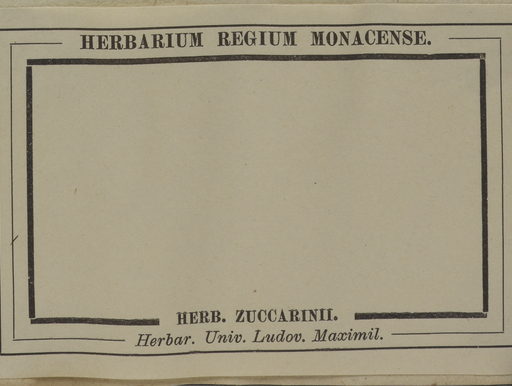 HERBARIUM REGIUM MONACENSE.
HERB. ZUCCARINII.
Herbar. Univ. Ludov. Maximil.